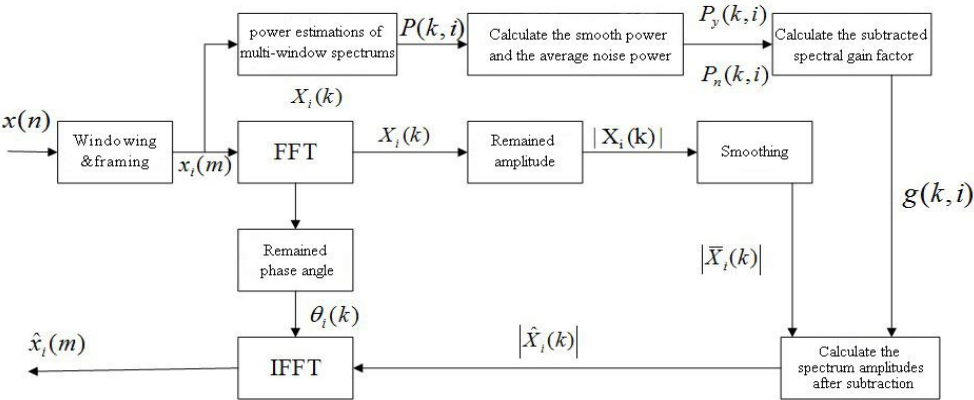 power estimations of
multi-window spectrums
P(k,i)
Calculate the smooth power
and the average noise power
P_y(k,i)
P_n(k,i)
Calculate the subtracted
spectral gain factor
X_i(k)
x(n)
Windowing
&framing
x_i(m)
FFT
X_i(k)
Remained
amplitude
|X_i(k)|
Smoothing
g(k,i)
Remained
phase angle
|X̅_i(k)|
θ_i(k)
x̂_i(m)
IFFT
|X̂_i(k)|
Calculate the
spectrum amplitudes
after subtraction